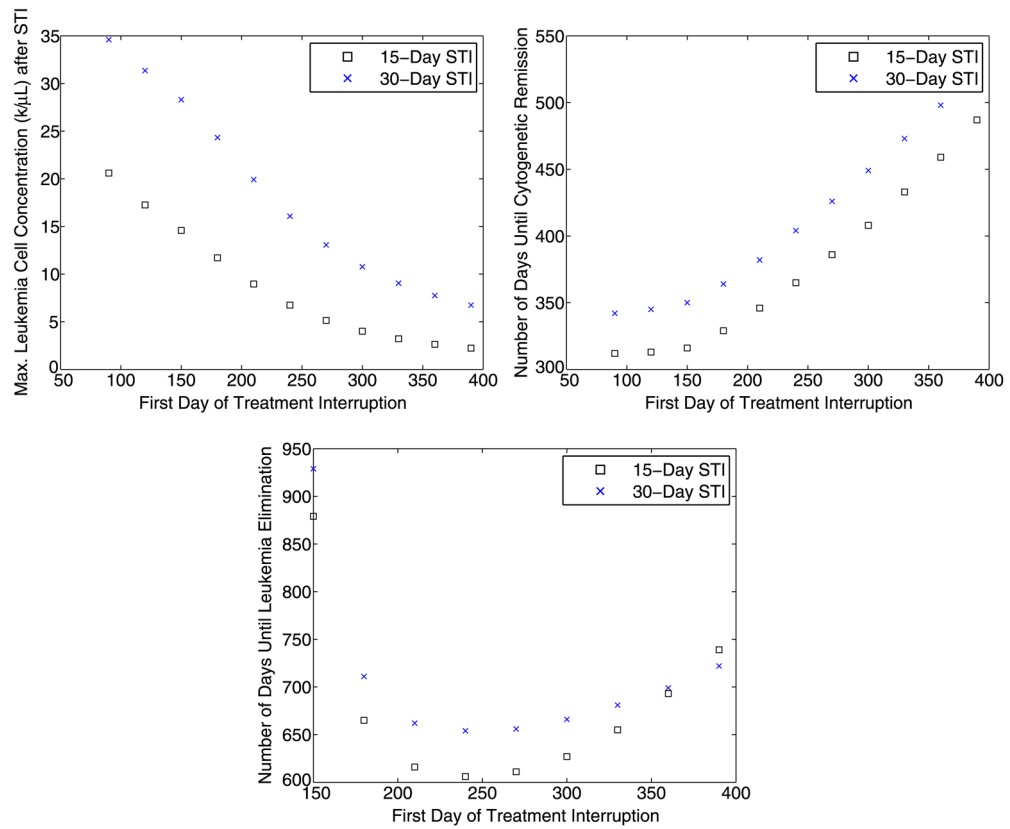 Max. Leukemia Cell Concentration (k/μL) after STI
35
30
25
20
15
10
5
0
50 100 150 200 250 300 350 400
First Day of Treatment Interruption
15−Day STI
30−Day STI
Number of Days Until Cytogenetic Remission
550
500
450
400
350
300
50 100 150 200 250 300 350 400
First Day of Treatment Interruption
15−Day STI
30−Day STI
Number of Days Until Leukemia Elimination
950
900
850
800
750
700
650
600
150 200 250 300 350 400
First Day of Treatment Interruption
15−Day STI
30−Day STI